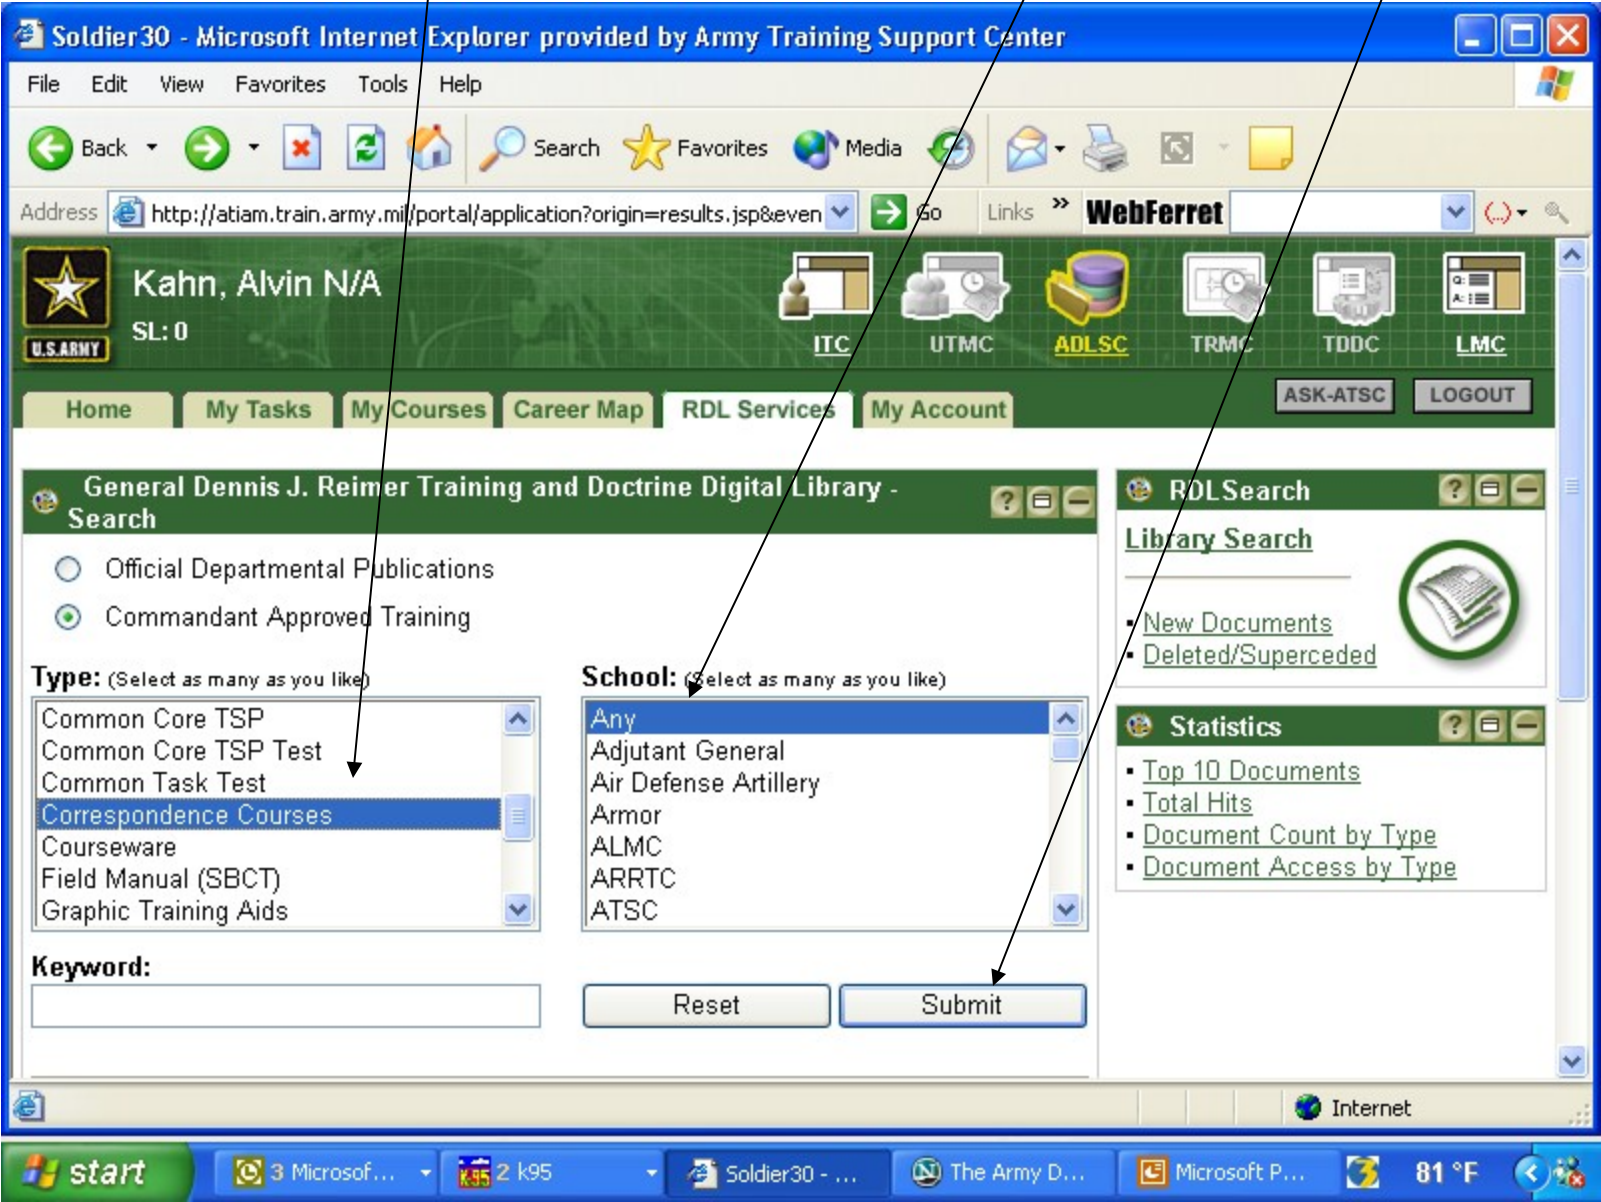 Soldier30 - Microsoft Internet Explorer provided by Army Training Support Center
File Edit View Favorites Tools Help
Back Search Favorites Media
Address http://atiam.train.army.mil/portal/application?origin=results.jsp&even Go Links » WebFerret
Kahn, Alvin N/A
SL: 0
U.S.ARMY
ITC UTMC ADLSC TRMC TDDC LMC
ASK-ATSC LOGOUT
Home My Tasks My Courses Career Map RDL Services My Account
General Dennis J. Reimer Training and Doctrine Digital Library -
Search
Official Departmental Publications
Commandant Approved Training
Type: (Select as many as you like)
Common Core TSP
Common Core TSP Test
Common Task Test
Correspondence Courses
Courseware
Field Manual (SBCT)
Graphic Training Aids
School: (Select as many as you like)
Any
Adjutant General
Air Defense Artillery
Armor
ALMC
ARRTC
ATSC
Keyword:
Reset Submit
RDLSearch
Library Search
New Documents
Deleted/Superceded
Statistics
Top 10 Documents
Total Hits
Document Count by Type
Document Access by Type
Internet
start 3 Microsof... K95 2 k95 Soldier30 - ... The Army D... Microsoft P... 81 °F